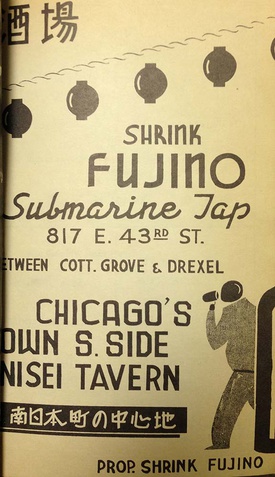 酒場
SHRINK
FUJINO
Submarine Tap
817 E. 43RD ST.
ETWEEN COTT. GROVE & DREXEL
CHICAGO'S
OWN S. SIDE
NISEI TAVERN
南日本町の中心地
PROP. SHRINK FUJINO